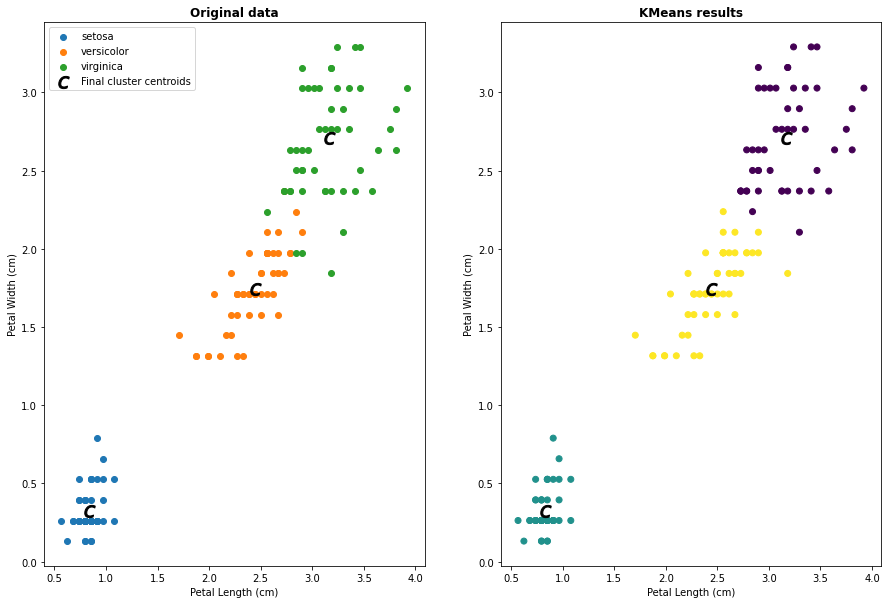 Original data
setosa
versicolor
virginica
C Final cluster centroids
C
C
C
3.0
2.5
2.0
1.5
1.0
0.5
0.0
Petal Width (cm)
0.5 1.0 1.5 2.0 2.5 3.0 3.5 4.0
Petal Length (cm)
KMeans results
C
C
C
3.0
2.5
2.0
1.5
1.0
0.5
0.0
Petal Width (cm)
0.5 1.0 1.5 2.0 2.5 3.0 3.5 4.0
Petal Length (cm)